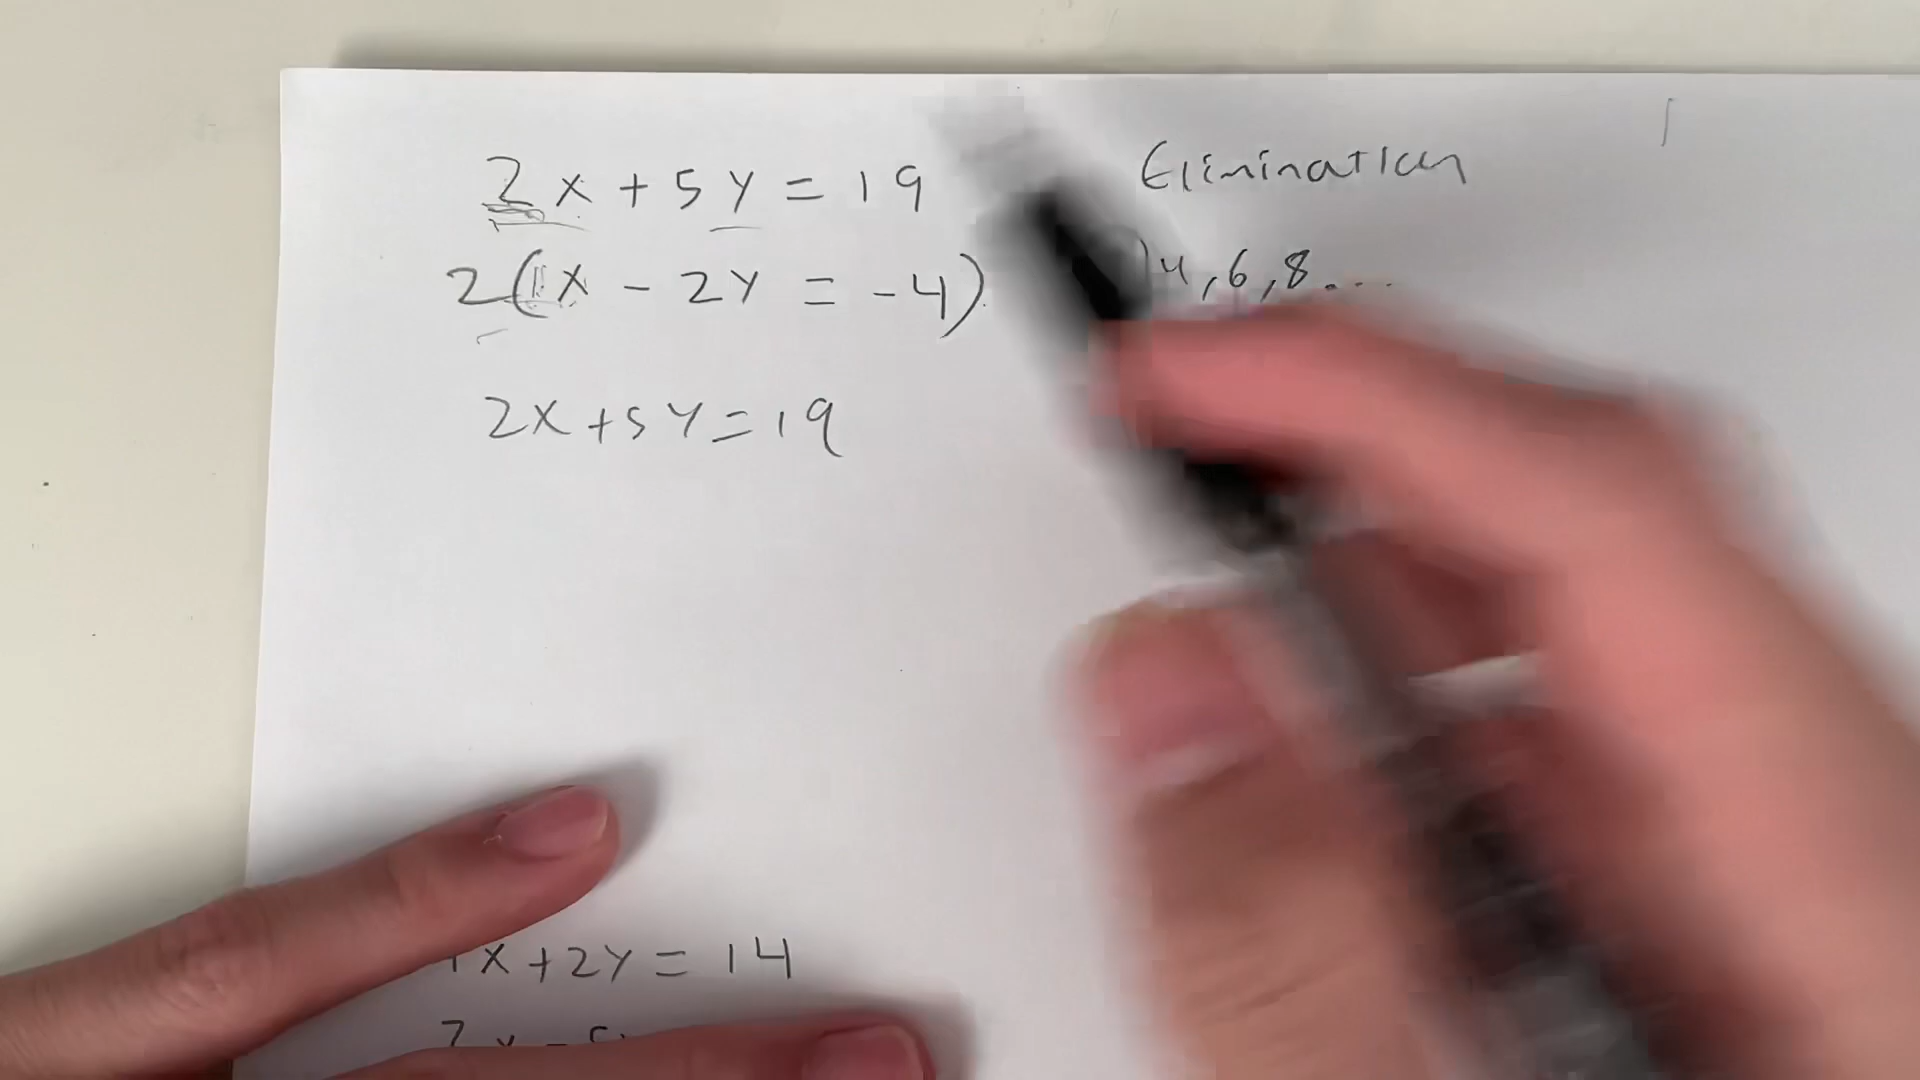 2x + 5y = 19
Elimination
2(1x - 2y = -4)
4, 6, 8...
2x + 5y = 19
x + 2y = 14